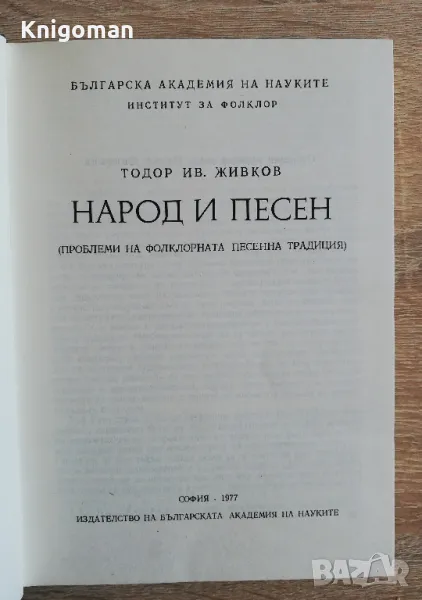 Knigoman
БЪЛГАРСКА АКАДЕМИЯ НА НАУКИТЕ
ИНСТИТУТ ЗА ФОЛКЛОР
ТОДОР ИВ. ЖИВКОВ
НАРОД И ПЕСЕН
(ПРОБЛЕМИ НА ФОЛКЛОРНАТА ПЕСЕННА ТРАДИЦИЯ)
СОФИЯ · 1977
ИЗДАТЕЛСТВО НА БЪЛГАРСКАТА АКАДЕМИЯ НА НАУКИТЕ
BAZAR